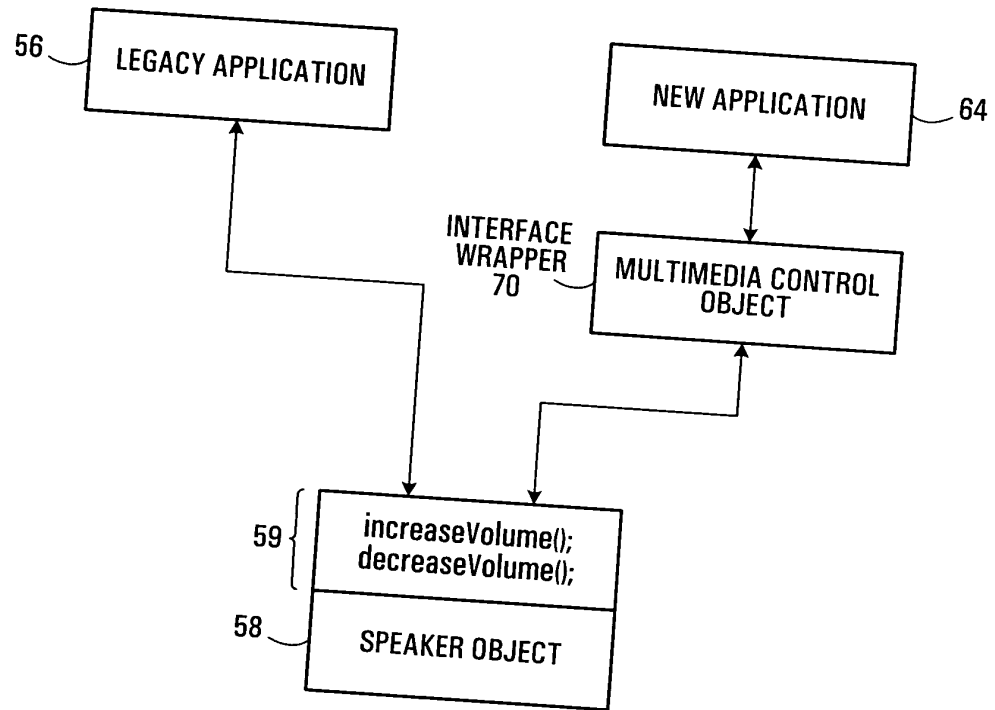 56
LEGACY APPLICATION
NEW APPLICATION
64
INTERFACE
WRAPPER
70
MULTIMEDIA CONTROL
OBJECT
59
increaseVolume();
decreaseVolume();
58
SPEAKER OBJECT